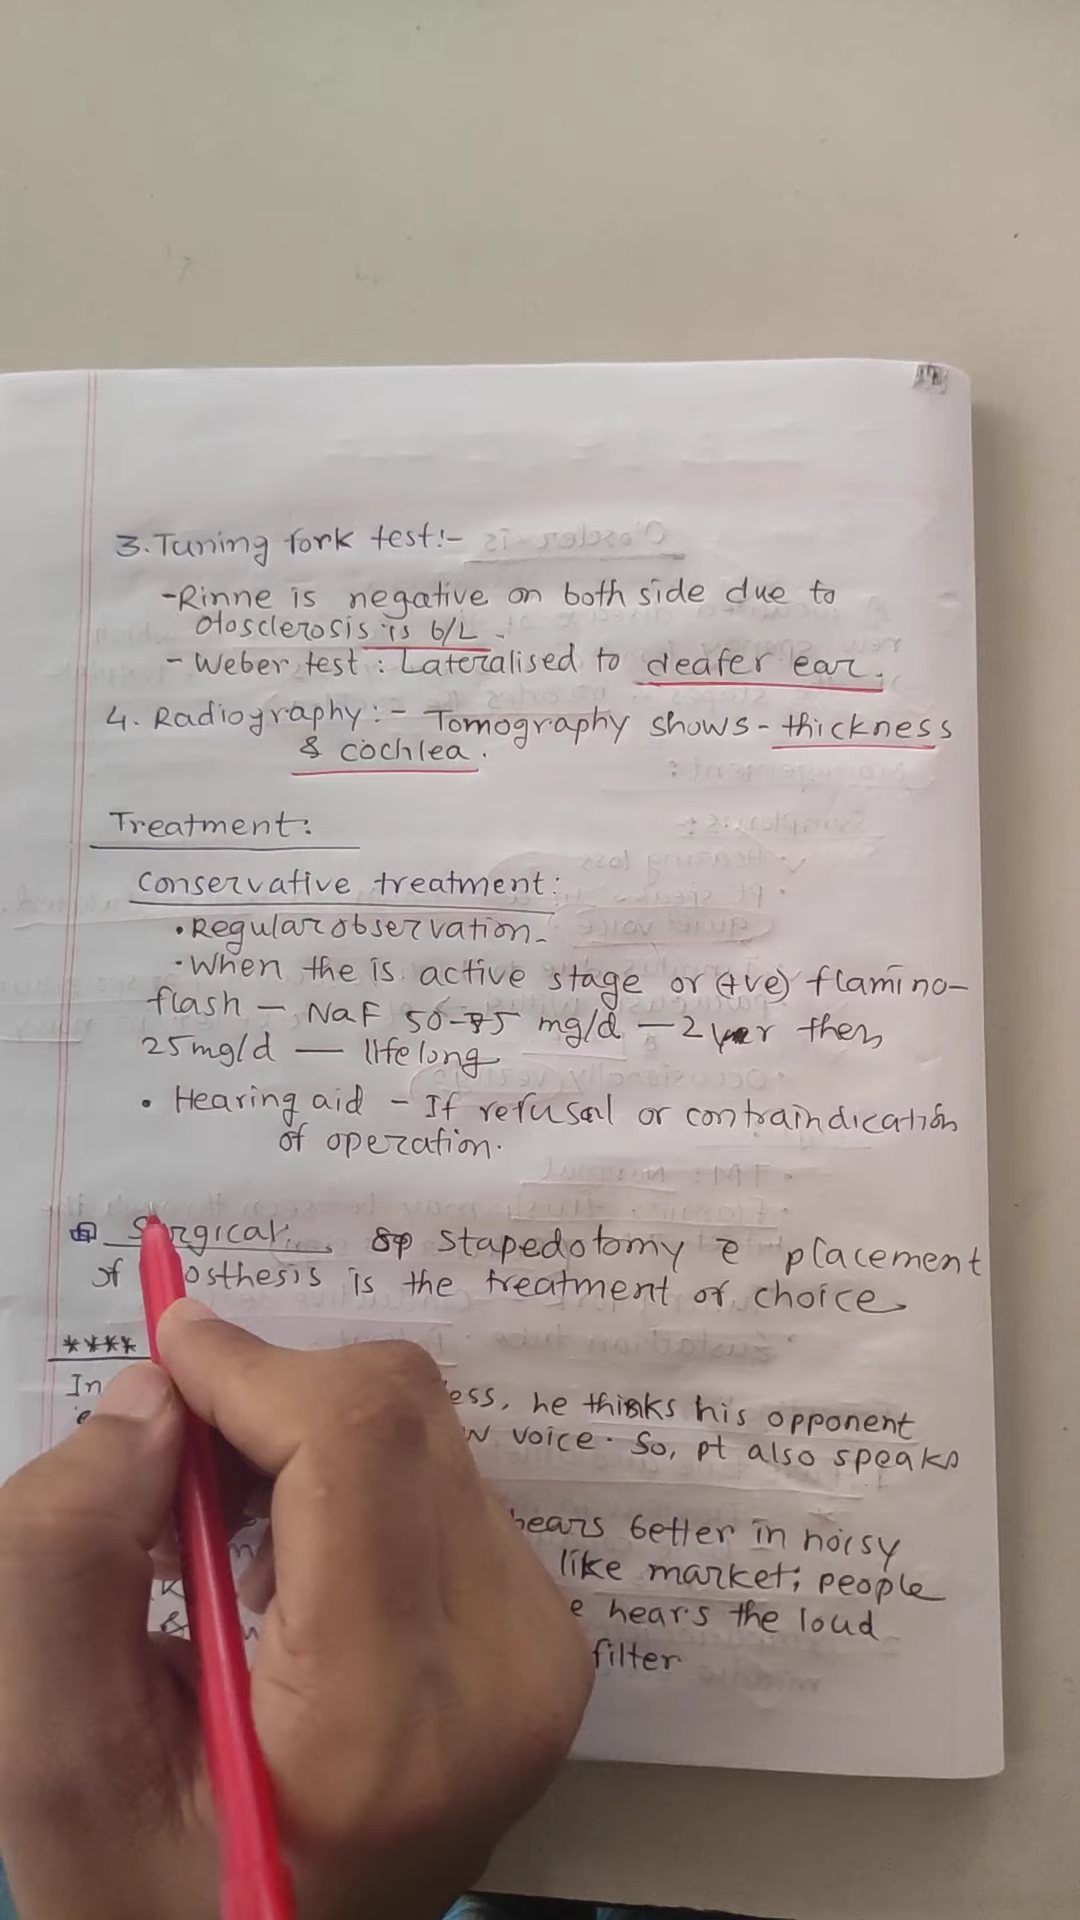 3. Tuning fork test:-
-Rinne is negative on both side due to
otosclerosis is b/L.
- Weber test : Lateralised to deafer ear.
4. Radiography:- Tomography shows - thickness
& cochlea.
Treatment:
Conservative treatment:
• Regular observation.
• When the is active stage or (+ve) flamino-
flash — NaF 50-75 mg/d — 2 yr then
25mg/d — lifelong
• Hearing aid - If refusal or contraindication
of operation.
Surgical: stapedotomy c̄ placement
of osthesis is the treatment of choice
****
In ess, he thinks his opponent
w voice. So, pt also speaks
hears better in noisy
like market; people
e hears the loud
&
filter